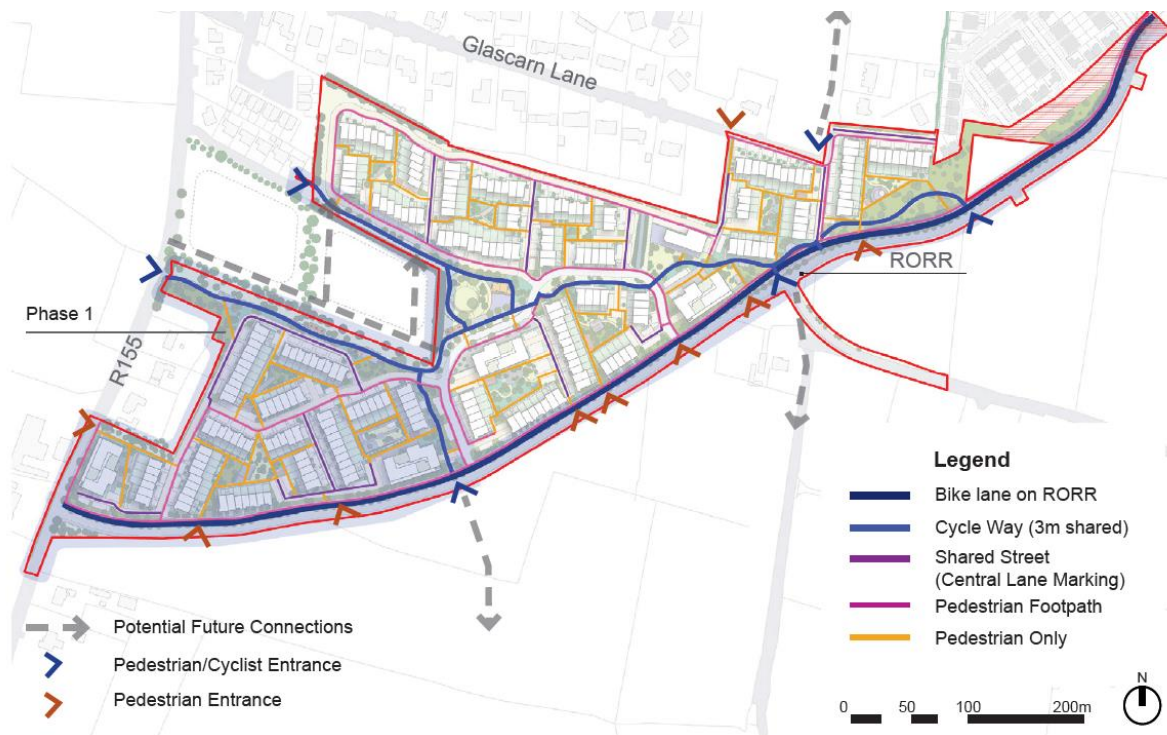 Glascarn Lane
RORR
Phase 1
R155
Legend
Bike lane on RORR
Cycle Way (3m shared)
Shared Street
(Central Lane Marking)
Pedestrian Footpath
Pedestrian Only
Potential Future Connections
Pedestrian/Cyclist Entrance
Pedestrian Entrance
N
0 50 100 200m